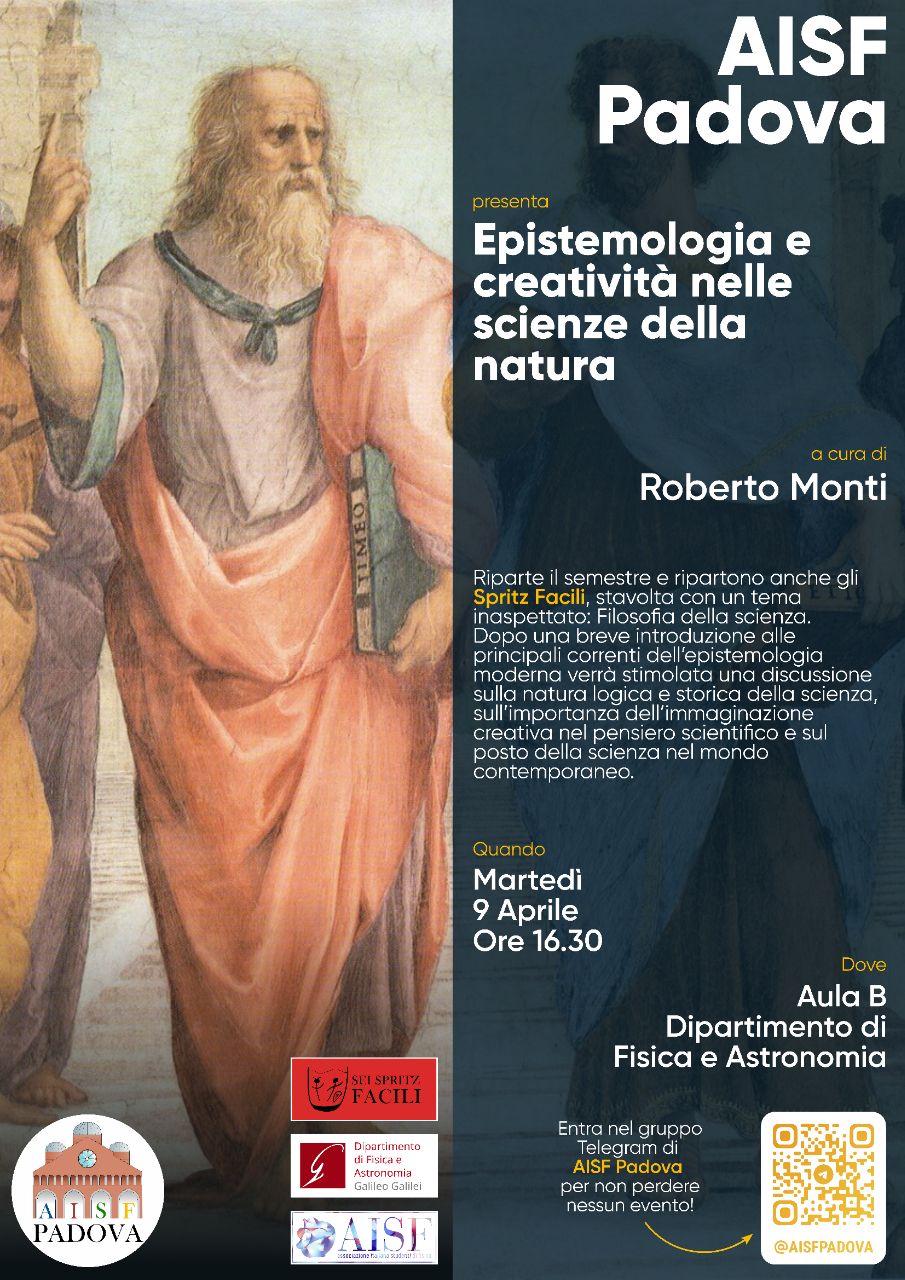 AISF
Padova
presenta
Epistemologia e
creatività nelle
scienze della
natura
a cura di
Roberto Monti
Riparte il semestre e ripartono anche gli
Spritz Facili, stavolta con un tema
inaspettato: Filosofia della scienza.
Dopo una breve introduzione alle
principali correnti dell'epistemologia
moderna verrà stimolata una discussione
sulla natura logica e storica della scienza,
sull'importanza dell'immaginazione
creativa nel pensiero scientifico e sul
posto della scienza nel mondo
contemporaneo.
Quando
Martedì
9 Aprile
Ore 16.30
Dove
Aula B
Dipartimento di
Fisica e Astronomia
Entra nel gruppo
Telegram di
AISF Padova
per non perdere
nessun evento!
@AISFPADOVA
TIMEO
SEI SPRITZ
FACILI
Dipartimento
di Fisica e
Astronomia
Galileo Galilei
AISF
associazione italiana studenti di fisica
AISF
PADOVA